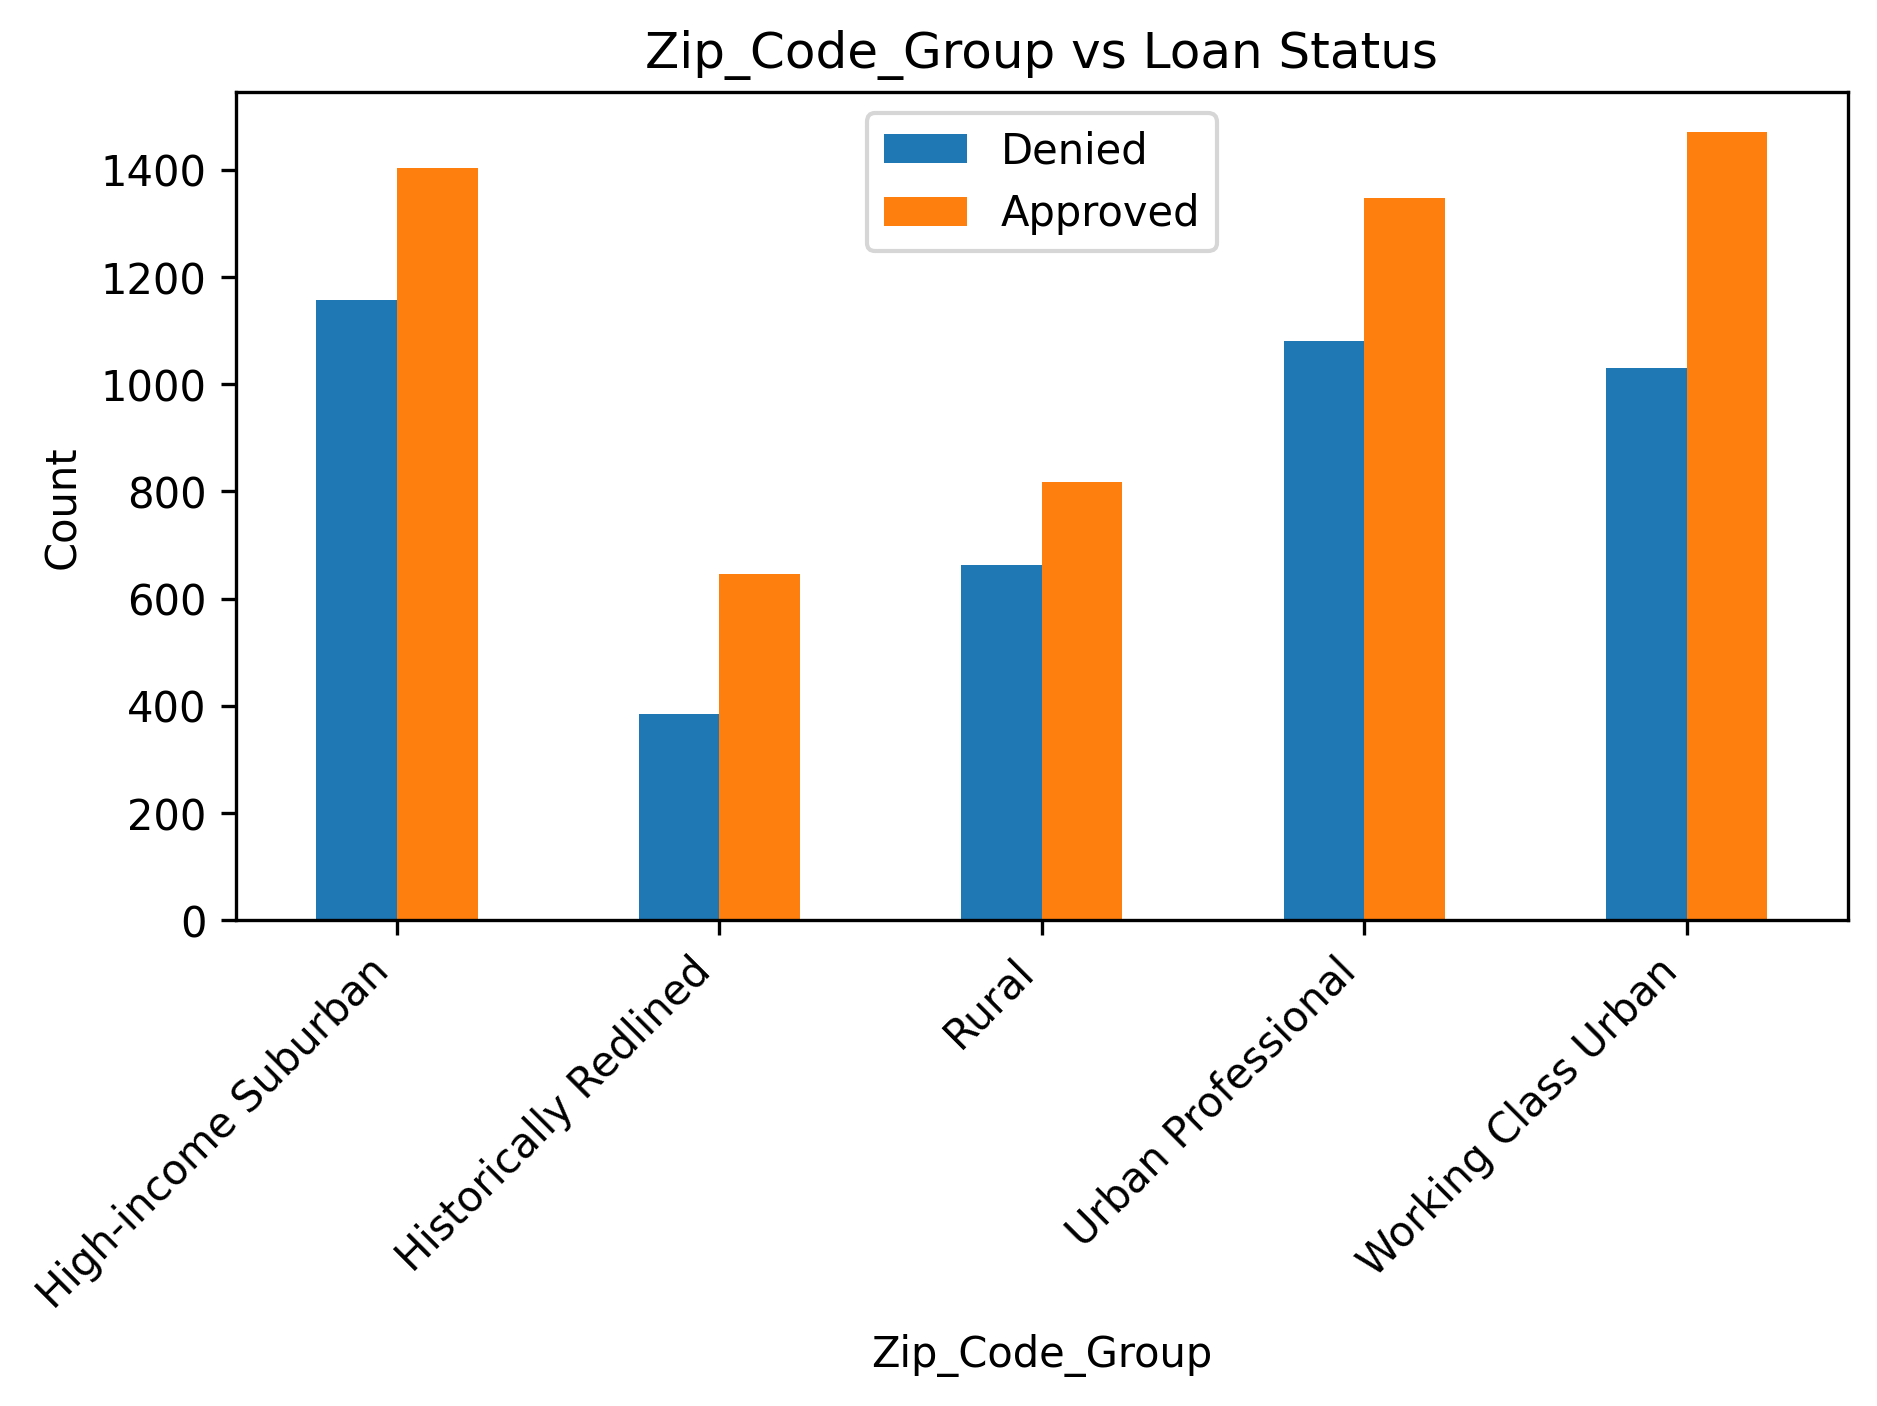 Zip_Code_Group vs Loan Status
Denied
Approved
1400
1200
1000
800
600
400
200
0
Count
High-income Suburban
Historically Redlined
Rural
Urban Professional
Working Class Urban
Zip_Code_Group